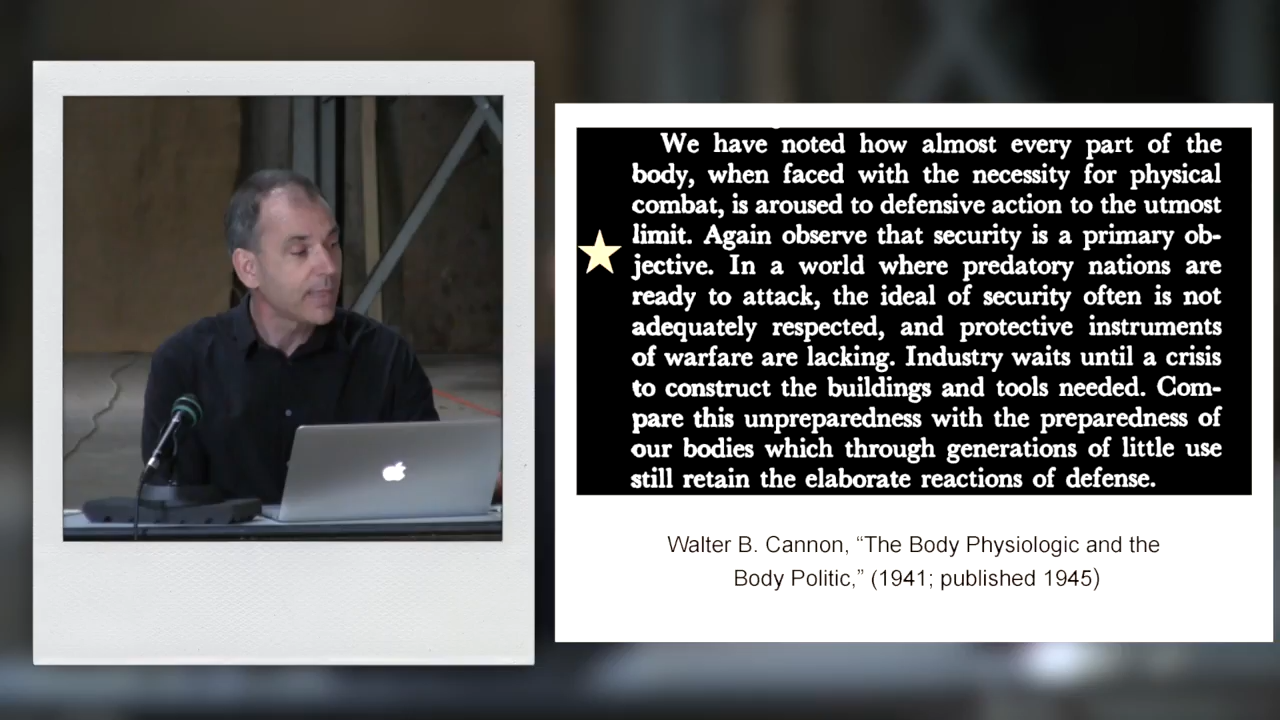 We have noted how almost every part of the
body, when faced with the necessity for physical
combat, is aroused to defensive action to the utmost
limit. Again observe that security is a primary ob-
jective. In a world where predatory nations are
ready to attack, the ideal of security often is not
adequately respected, and protective instruments
of warfare are lacking. Industry waits until a crisis
to construct the buildings and tools needed. Com-
pare this unpreparedness with the preparedness of
our bodies which through generations of little use
still retain the elaborate reactions of defense.
Walter B. Cannon, “The Body Physiologic and the
Body Politic,” (1941; published 1945)